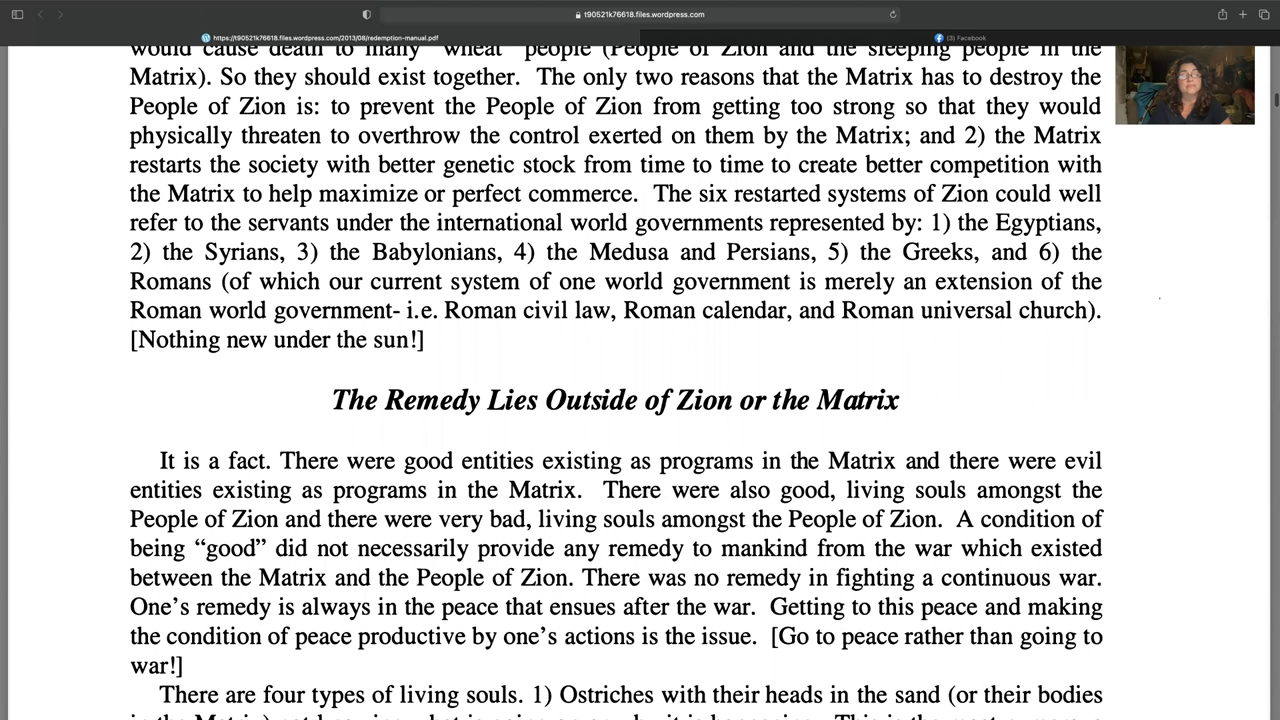 t90521k76618.files.wordpress.com
https://t90521k76618.files.wordpress.com/2013/08/redemption-manual.pdf
(3) Facebook
would cause death to many "wheat" people (People of Zion and the sleeping people in the
Matrix). So they should exist together. The only two reasons that the Matrix has to destroy the
People of Zion is: to prevent the People of Zion from getting too strong so that they would
physically threaten to overthrow the control exerted on them by the Matrix; and 2) the Matrix
restarts the society with better genetic stock from time to time to create better competition with
the Matrix to help maximize or perfect commerce. The six restarted systems of Zion could well
refer to the servants under the international world governments represented by: 1) the Egyptians,
2) the Syrians, 3) the Babylonians, 4) the Medusa and Persians, 5) the Greeks, and 6) the
Romans (of which our current system of one world government is merely an extension of the
Roman world government- i.e. Roman civil law, Roman calendar, and Roman universal church).
[Nothing new under the sun!]
The Remedy Lies Outside of Zion or the Matrix
It is a fact. There were good entities existing as programs in the Matrix and there were evil
entities existing as programs in the Matrix. There were also good, living souls amongst the
People of Zion and there were very bad, living souls amongst the People of Zion. A condition of
being “good” did not necessarily provide any remedy to mankind from the war which existed
between the Matrix and the People of Zion. There was no remedy in fighting a continuous war.
One’s remedy is always in the peace that ensues after the war. Getting to this peace and making
the condition of peace productive by one’s actions is the issue. [Go to peace rather than going to
war!]
There are four types of living souls. 1) Ostriches with their heads in the sand (or their bodies